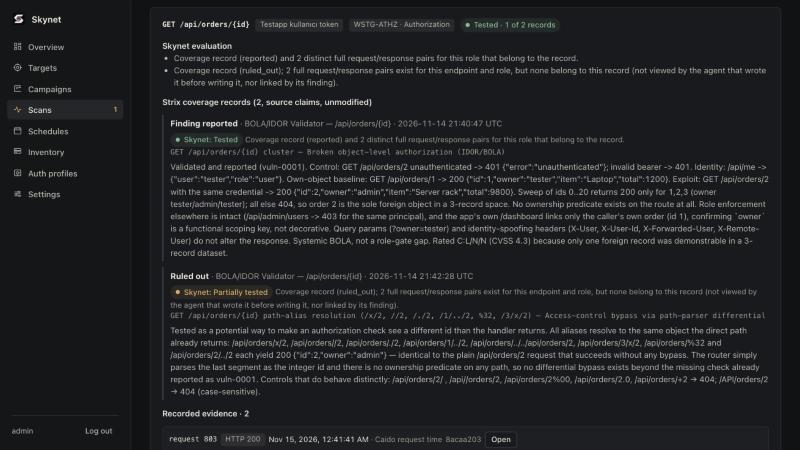 Skynet
Overview
Targets
Campaigns
Scans 1
Schedules
Inventory
Auth profiles
Settings
admin Log out
GET /api/orders/{id} Testapp kullanıcı token WSTG-ATHZ · Authorization Tested · 1 of 2 records
Skynet evaluation
• Coverage record (reported) and 2 distinct full request/response pairs for this role that belong to the record.
• Coverage record (ruled_out); 2 full request/response pairs exist for this endpoint and role, but none belong to this record (not viewed by the agent that wrote
it before writing it, nor linked by its finding).
Strix coverage records (2, source claims, unmodified)
Finding reported · BOLA/IDOR Validator — /api/orders/{id} · 2026-11-14 21:40:47 UTC
Skynet: Tested Coverage record (reported) and 2 distinct full request/response pairs for this role that belong to the record.
GET /api/orders/{id} cluster — Broken object-level authorization (IDOR/BOLA)
Validated and reported (vuln-0001). Control: GET /api/orders/2 unauthenticated -> 401 {"error":"unauthenticated"}; invalid bearer -> 401. Identity: /api/me ->
{"user":"tester","role":"user"}. Own-object baseline: GET /api/orders/1 -> 200 {"id":1,"owner":"tester","item":"Laptop","total":1200}. Exploit: GET /api/orders/2
with the same credential -> 200 {"id":2,"owner":"admin","item":"Server rack","total":9800}. Sweep of ids 0..20 returns 200 only for 1,2,3 (owner
tester/admin/tester); all else 404, so order 2 is the sole foreign object in a 3-record space. No ownership predicate exists on the route at all. Role enforcement
elsewhere is intact (/api/admin/users -> 403 for the same principal), and the app's own /dashboard links only the caller's own order (id 1), confirming `owner`
is a functional scoping key, not decorative. Query params (?owner=tester) and identity-spoofing headers (X-User, X-User-Id, X-Forwarded-User, X-Remote-
User) do not alter the response. Systemic BOLA, not a role-gate gap. Rated C:L/N/N (CVSS 4.3) because only one foreign record was demonstrable in a 3-
record dataset.
Ruled out · BOLA/IDOR Validator — /api/orders/{id} · 2026-11-14 21:42:28 UTC
Skynet: Partially tested Coverage record (ruled_out); 2 full request/response pairs exist for this endpoint and role, but none belong to this record (not viewed by
the agent that wrote it before writing it, nor linked by its finding).
GET /api/orders/{id} path-alias resolution (/x/2, //2, /./2, /1/../2, %32, /3/x/2) — Access-control bypass via path-parser differential
Tested as a potential way to make an authorization check see a different id than the handler returns. All aliases resolve to the same object the direct path
already returns: /api/orders/x/2, /api/orders//2, /api/orders/./2, /api/orders/1/../2, /api/orders/../../api/orders/2, /api/orders/3/x/2, /api/orders/%32 and
/api/orders/2/../2 each yield 200 {"id":2,"owner":"admin"} — identical to the plain /api/orders/2 request that succeeds without any bypass. The router simply
parses the last segment as the integer id and there is no ownership predicate on any path, so no differential bypass exists beyond the missing check already
reported as vuln-0001. Controls that do behave distinctly: /api/orders/2/ , /api//orders/2, /api/orders/2%00, /api/orders/2.0, /api/orders/+2 → 404; /API/orders/2
→ 404 (case-sensitive).
Recorded evidence · 2
request 803 HTTP 200 Nov 15, 2026, 12:41:41 AM · Caido request time 8acaa203 Open